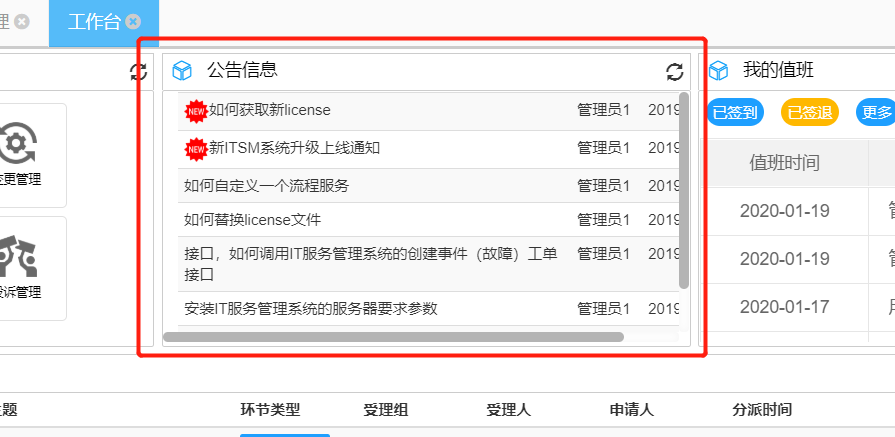 理
工作台
公告信息
我的值班
NEW 如何获取新license 管理员1 2019
NEW 新ITSM系统升级上线通知 管理员1 2019
如何自定义一个流程服务 管理员1 2019
如何替换license文件 管理员1 2019
接口，如何调用IT服务管理系统的创建事件（故障）工单 管理员1 2019
接口
安装IT服务管理系统的服务器要求参数 管理员1 2019
变更管理
投诉管理
已签到 已签退 更多
值班时间
2020-01-19
2020-01-19
2020-01-17
主题 环节类型 受理组 受理人 申请人 分派时间